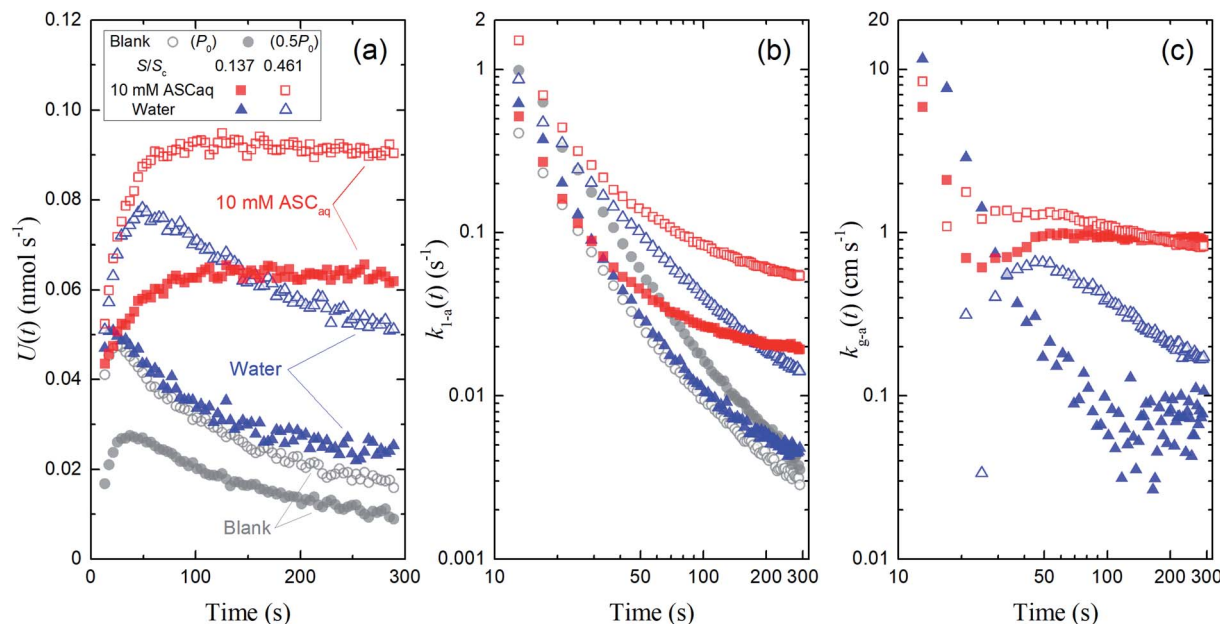 0.12
0.10
0.08
0.06
0.04
0.02
0
0 100 200 300
U(t) (nmol s⁻¹)
Time (s)
(a)
Blank (P₀) (0.5P₀)
S/S꜀ 0.137 0.461
10 mM ASCaq
Water
10 mM ASCaq
Water
Blank
1
0.1
0.01
0.001
10 50 100 200 300
k₁₋ₐ(t) (s⁻¹)
Time (s)
(b)
10
1
0.1
0.01
10 50 100 200 300
kg-a(t) (cm s⁻¹)
Time (s)
(c)